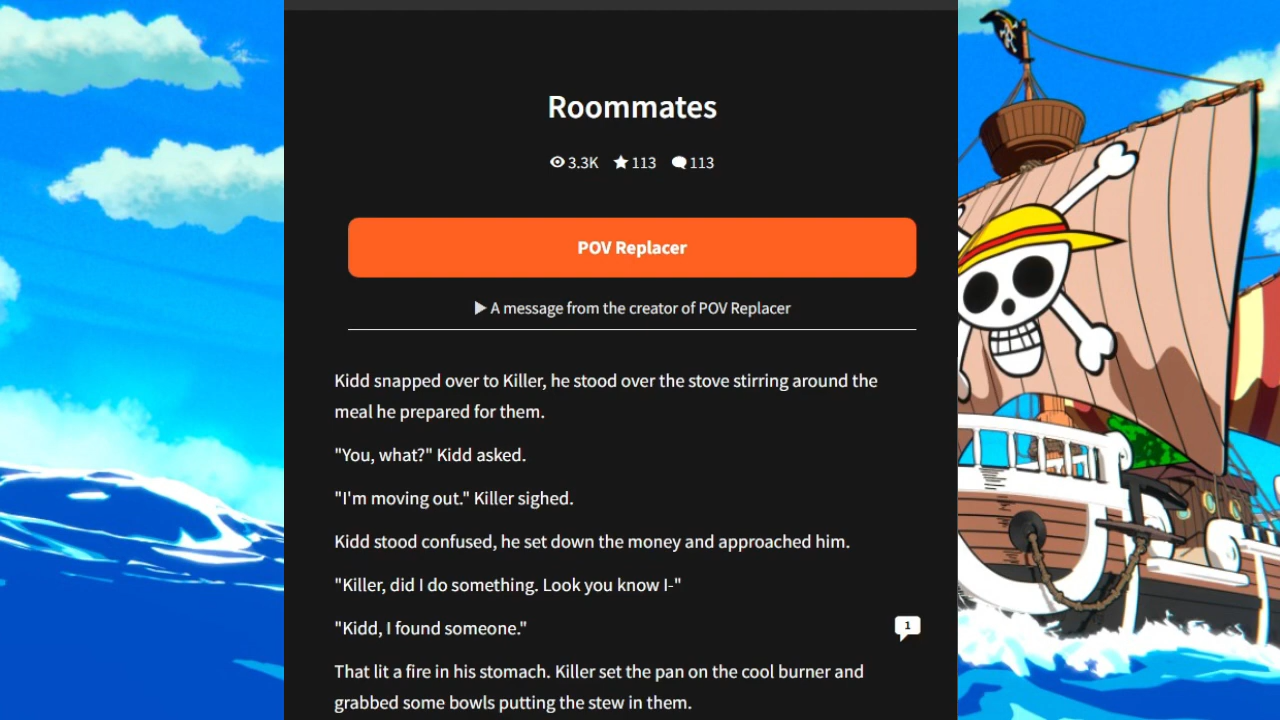 Roommates
3.3K 113 113
POV Replacer
A message from the creator of POV Replacer
Kidd snapped over to Killer, he stood over the stove stirring around the
meal he prepared for them.
"You, what?" Kidd asked.
"I'm moving out." Killer sighed.
Kidd stood confused, he set down the money and approached him.
"Killer, did I do something. Look you know I-"
"Kidd, I found someone."
1
That lit a fire in his stomach. Killer set the pan on the cool burner and
grabbed some bowls putting the stew in them.